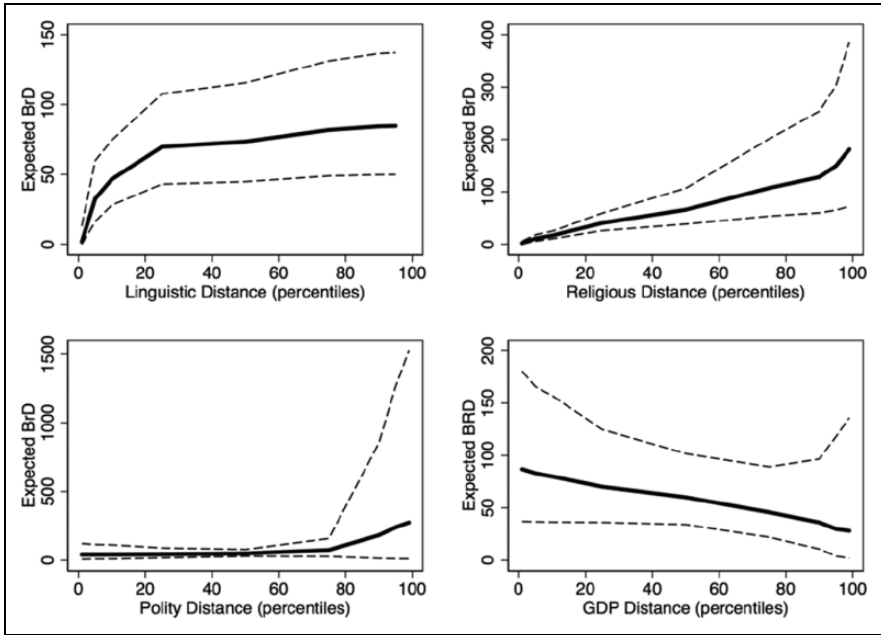 150
100
50
0
Expected BrD
0 20 40 60 80 100
Linguistic Distance (percentiles)
400
300
200
100
0
Expected BrD
0 20 40 60 80 100
Religious Distance (percentiles)
1500
1000
500
0
Expected BrD
0 20 40 60 80 100
Polity Distance (percentiles)
200
150
100
50
0
Expected BRD
0 20 40 60 80 100
GDP Distance (percentiles)